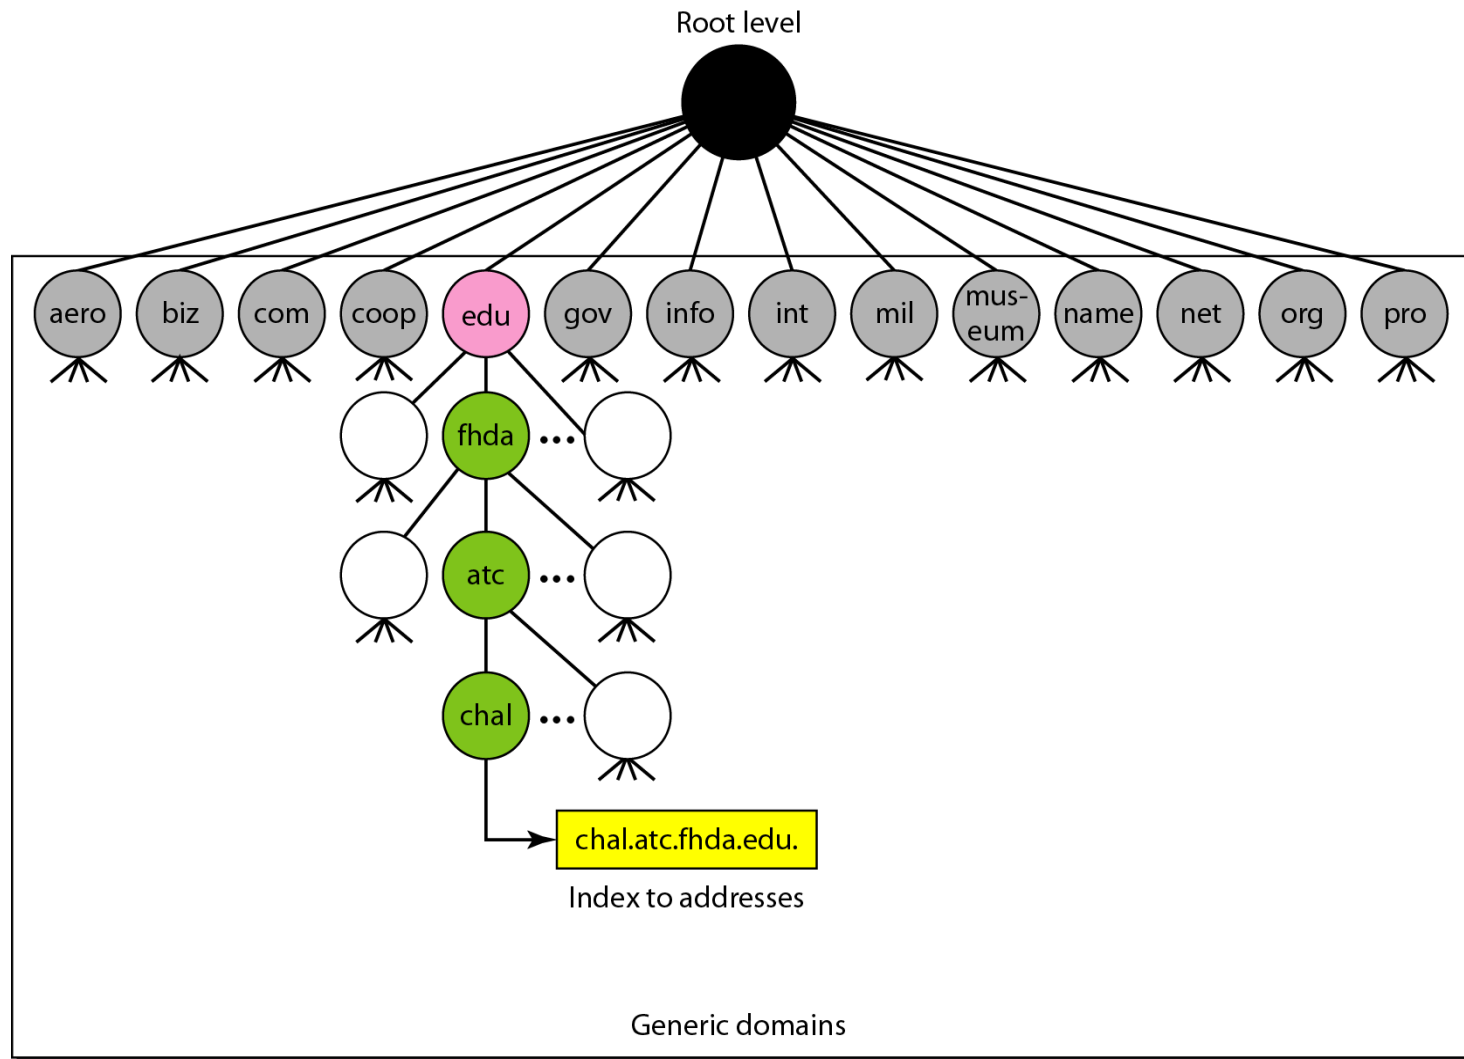 Root level
aero biz com coop edu gov info int mil mus-
eum name net org pro
fhda ...
atc ...
chal ...
chal.atc.fhda.edu.
Index to addresses
Generic domains